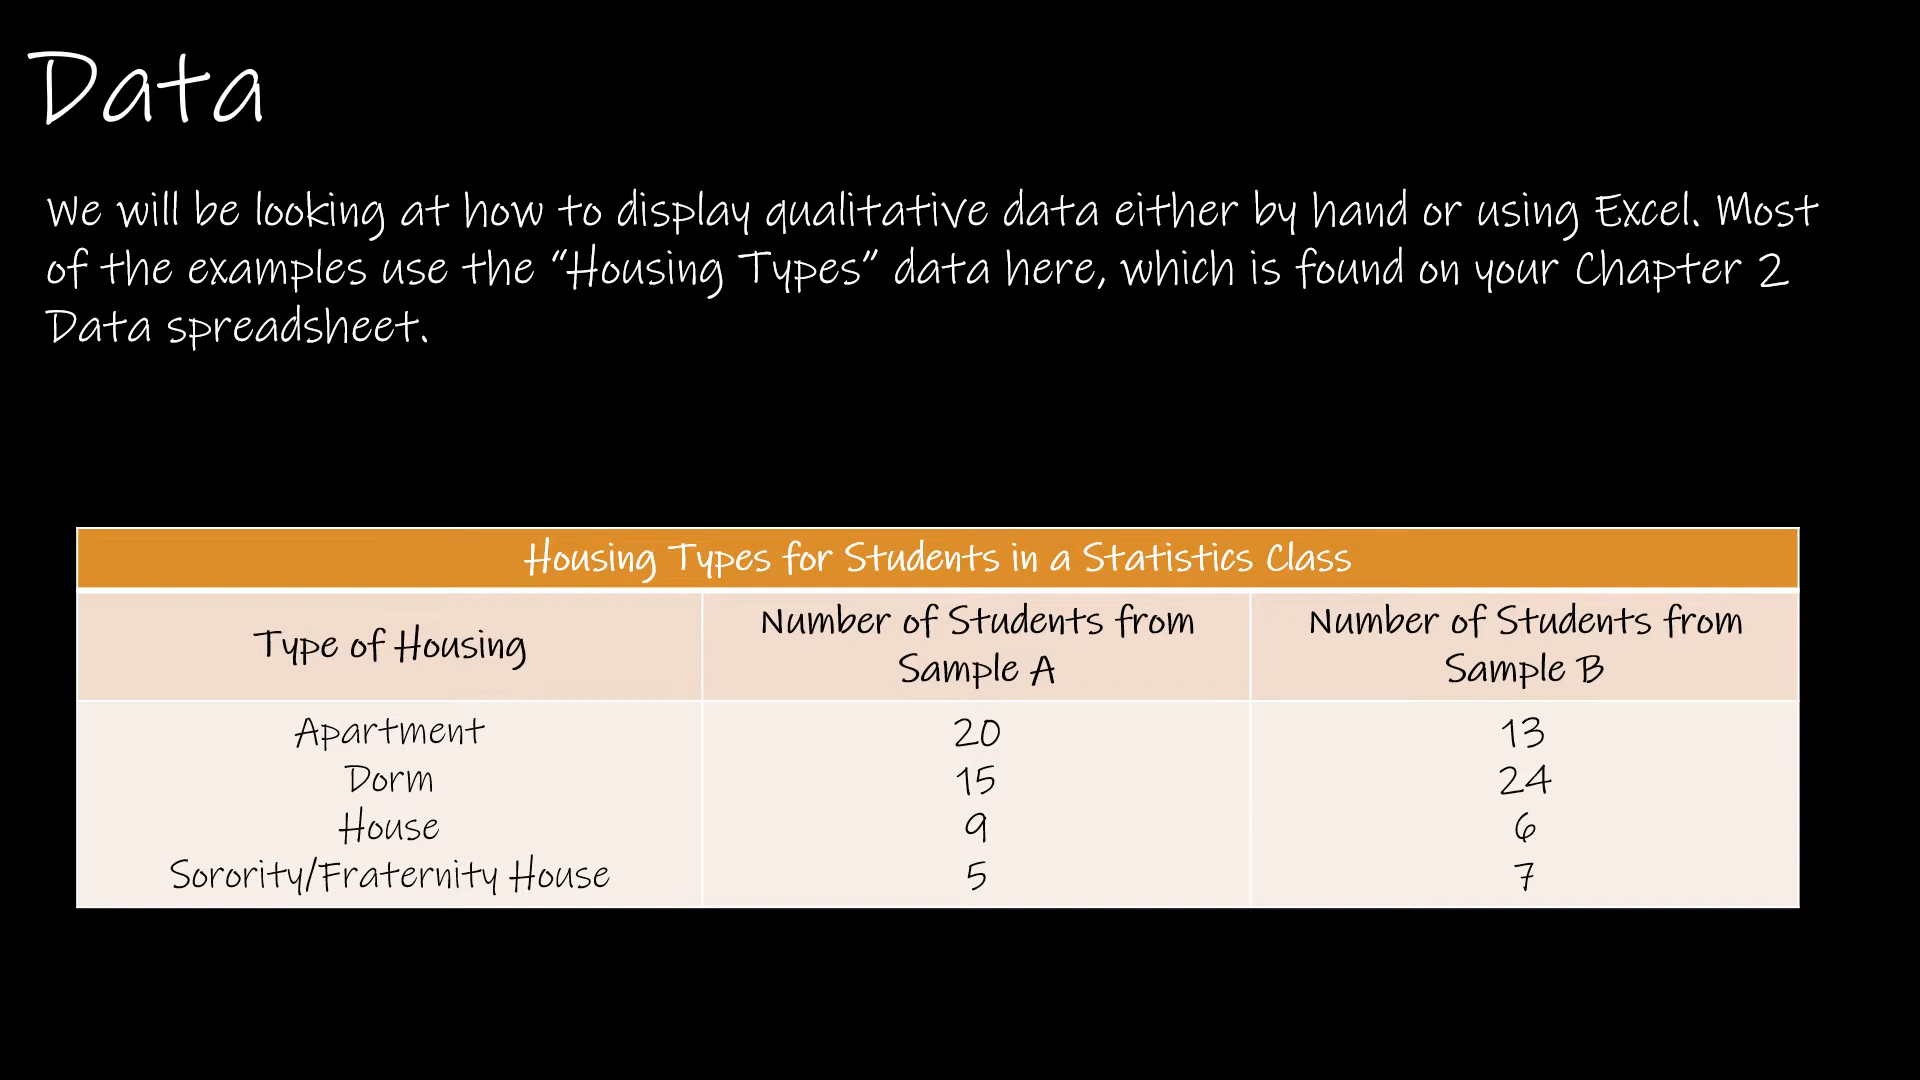 Data
We will be looking at how to display qualitative data either by hand or using Excel. Most
of the examples use the “Housing Types” data here, which is found on your Chapter 2
Data spreadsheet.
Housing Types for Students in a Statistics Class
Type of Housing
Number of Students from
Sample A
Number of Students from
Sample B
Apartment 20 13
Dorm 15 24
House 9 6
Sorority/Fraternity House 5 7